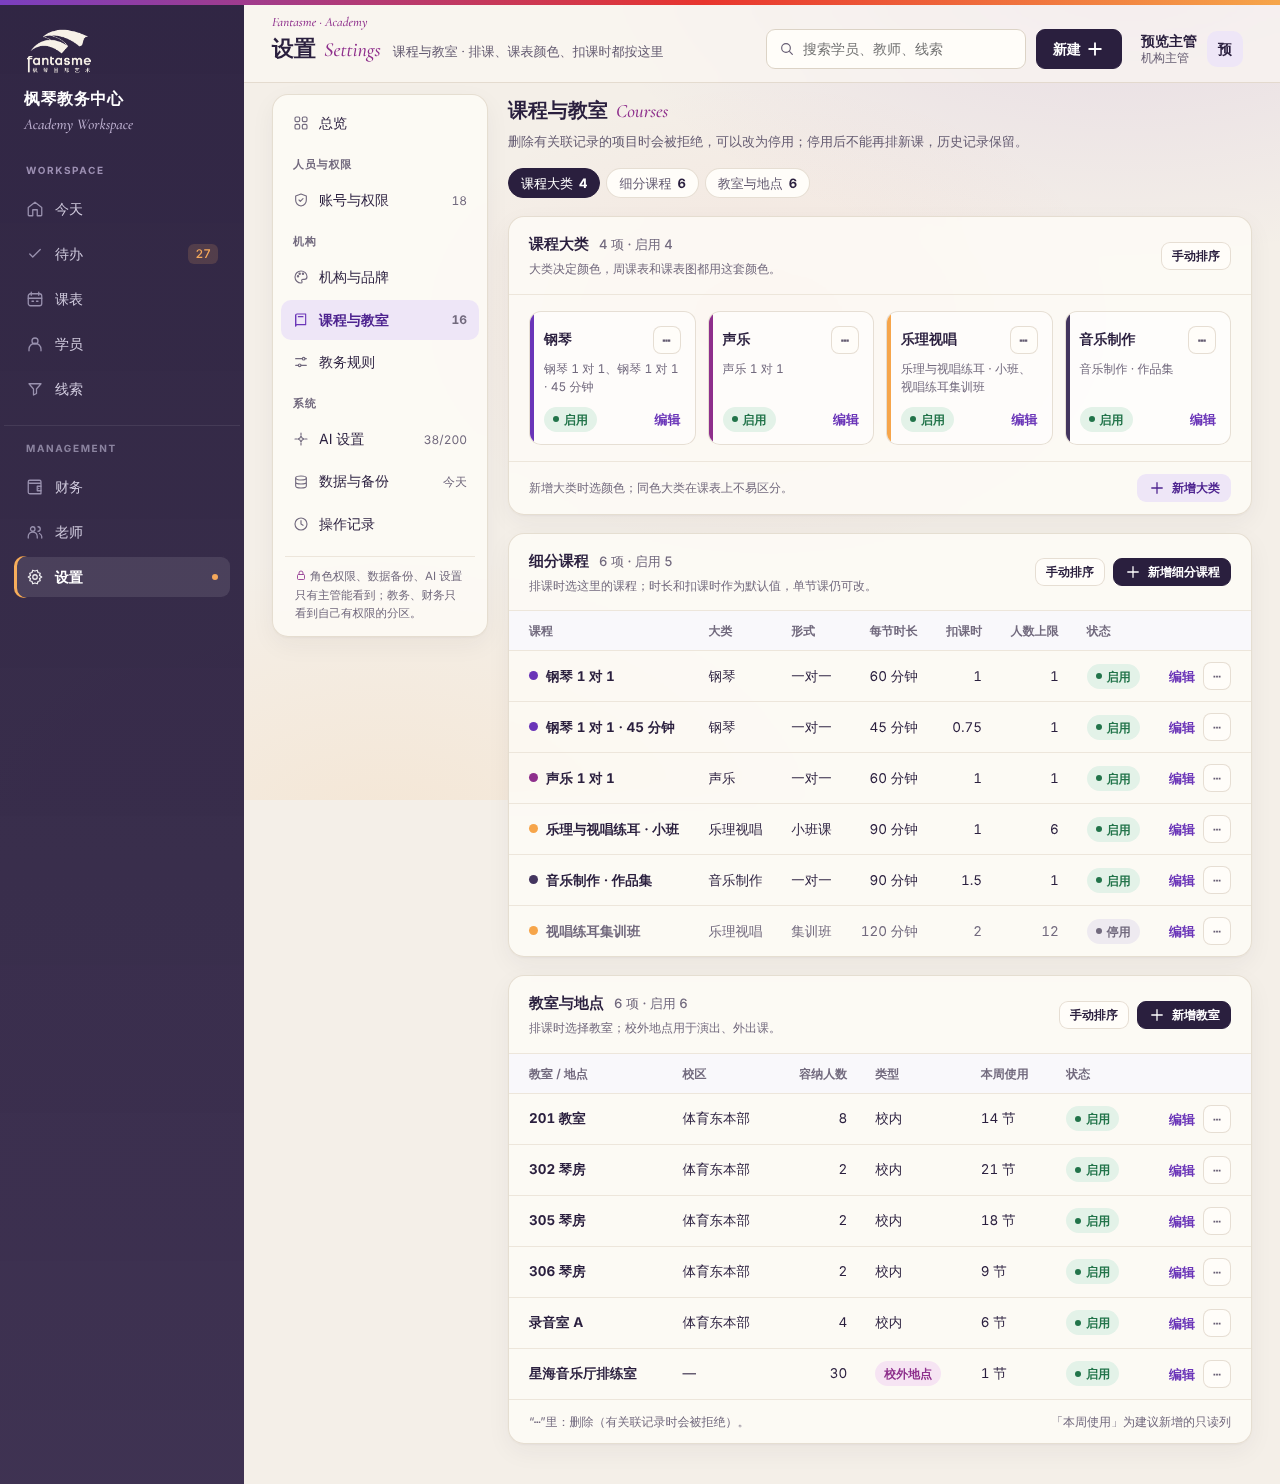 fantasme
枫琴国际艺术
枫琴教务中心
Academy Workspace
WORKSPACE
今天
待办 27
课表
学员
线索
MANAGEMENT
财务
老师
设置
Fantasme · Academy
设置 Settings 课程与教室 · 排课、课表颜色、扣课时都按这里
搜索学员、教师、线索
新建
预览主管
机构主管
预
总览
人员与权限
账号与权限 18
机构
机构与品牌
课程与教室 16
教务规则
系统
AI 设置 38/200
数据与备份 今天
操作记录
角色权限、数据备份、AI 设置
只有主管能看到；教务、财务只
看到自己有权限的分区。
课程与教室 Courses
删除有关联记录的项目时会被拒绝，可以改为停用；停用后不能再排新课，历史记录保留。
课程大类 4 细分课程 6 教室与地点 6
课程大类 4 项 · 启用 4
大类决定颜色，周课表和课表图都用这套颜色。
手动排序
钢琴 ···
钢琴 1 对 1、钢琴 1 对 1
· 45 分钟
启用 编辑
声乐 ···
声乐 1 对 1
启用 编辑
乐理视唱 ···
乐理与视唱练耳 · 小班、
视唱练耳集训班
启用 编辑
音乐制作 ···
音乐制作 · 作品集
启用 编辑
新增大类时选颜色；同色大类在课表上不易区分。
新增大类
细分课程 6 项 · 启用 5
排课时选这里的课程；时长和扣课时作为默认值，单节课仍可改。
手动排序 新增细分课程
课程 大类 形式 每节时长 扣课时 人数上限 状态
钢琴 1 对 1 钢琴 一对一 60 分钟 1 1 启用 编辑 ···
钢琴 1 对 1 · 45 分钟 钢琴 一对一 45 分钟 0.75 1 启用 编辑 ···
声乐 1 对 1 声乐 一对一 60 分钟 1 1 启用 编辑 ···
乐理与视唱练耳 · 小班 乐理视唱 小班课 90 分钟 1 6 启用 编辑 ···
音乐制作 · 作品集 音乐制作 一对一 90 分钟 1.5 1 启用 编辑 ···
视唱练耳集训班 乐理视唱 集训班 120 分钟 2 12 停用 编辑 ···
教室与地点 6 项 · 启用 6
排课时选择教室；校外地点用于演出、外出课。
手动排序 新增教室
教室 / 地点 校区 容纳人数 类型 本周使用 状态
201 教室 体育东本部 8 校内 14 节 启用 编辑 ···
302 琴房 体育东本部 2 校内 21 节 启用 编辑 ···
305 琴房 体育东本部 2 校内 18 节 启用 编辑 ···
306 琴房 体育东本部 2 校内 9 节 启用 编辑 ···
录音室 A 体育东本部 4 校内 6 节 启用 编辑 ···
星海音乐厅排练室 — 30 校外地点 1 节 启用 编辑 ···
“···”里：删除（有关联记录时会被拒绝）。
「本周使用」为建议新增的只读列